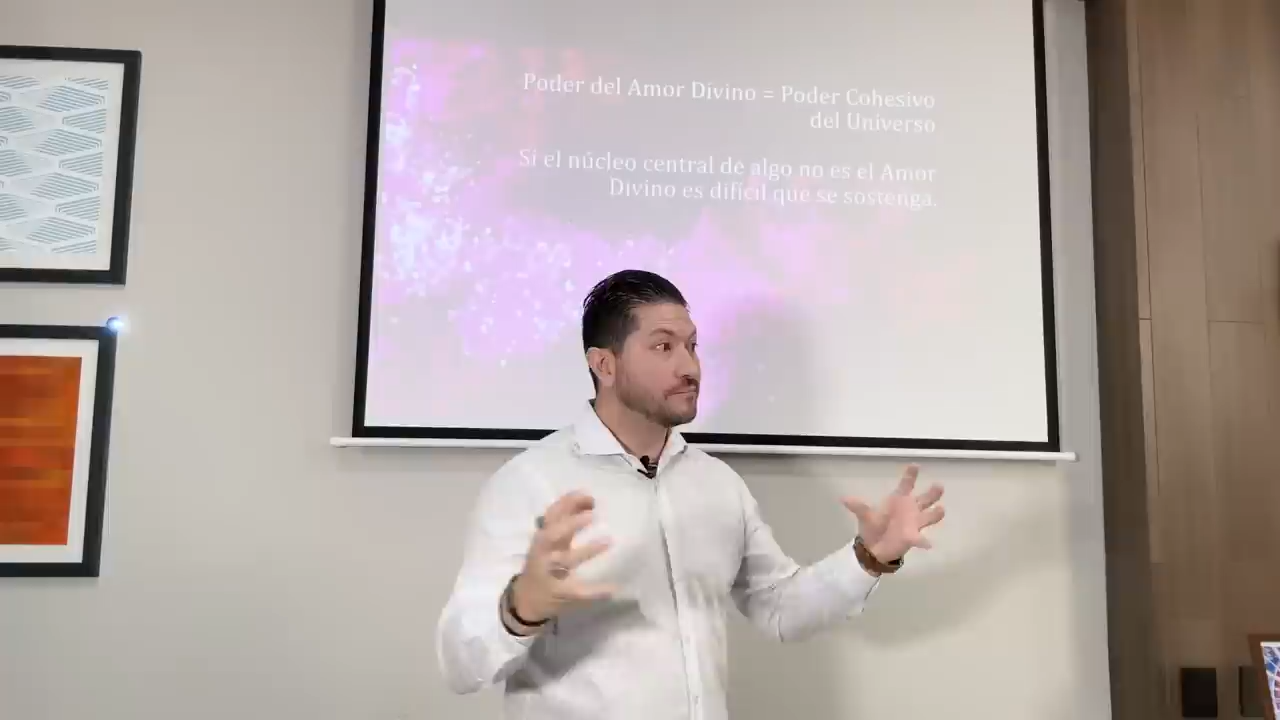 Poder del Amor Divino = Poder Cohesivo
del Universo
Si el núcleo central de algo no es el Amor
Divino es difícil que se sostenga.